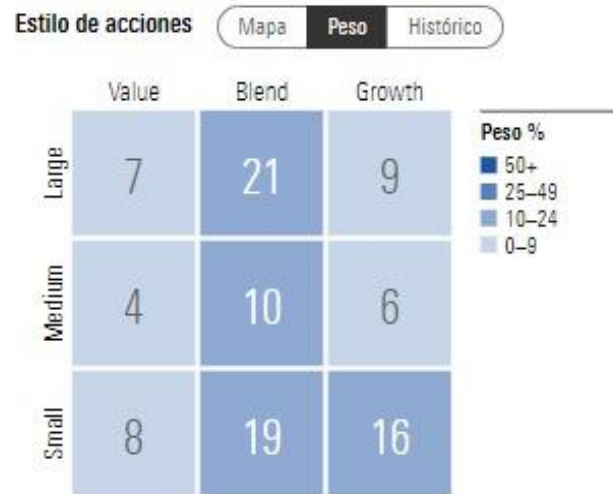 Estilo de acciones Mapa Peso Histórico
Value Blend Growth
Peso %
50+
25–49
10–24
0–9
Large 7 21 9
Medium 4 10 6
Small 8 19 16